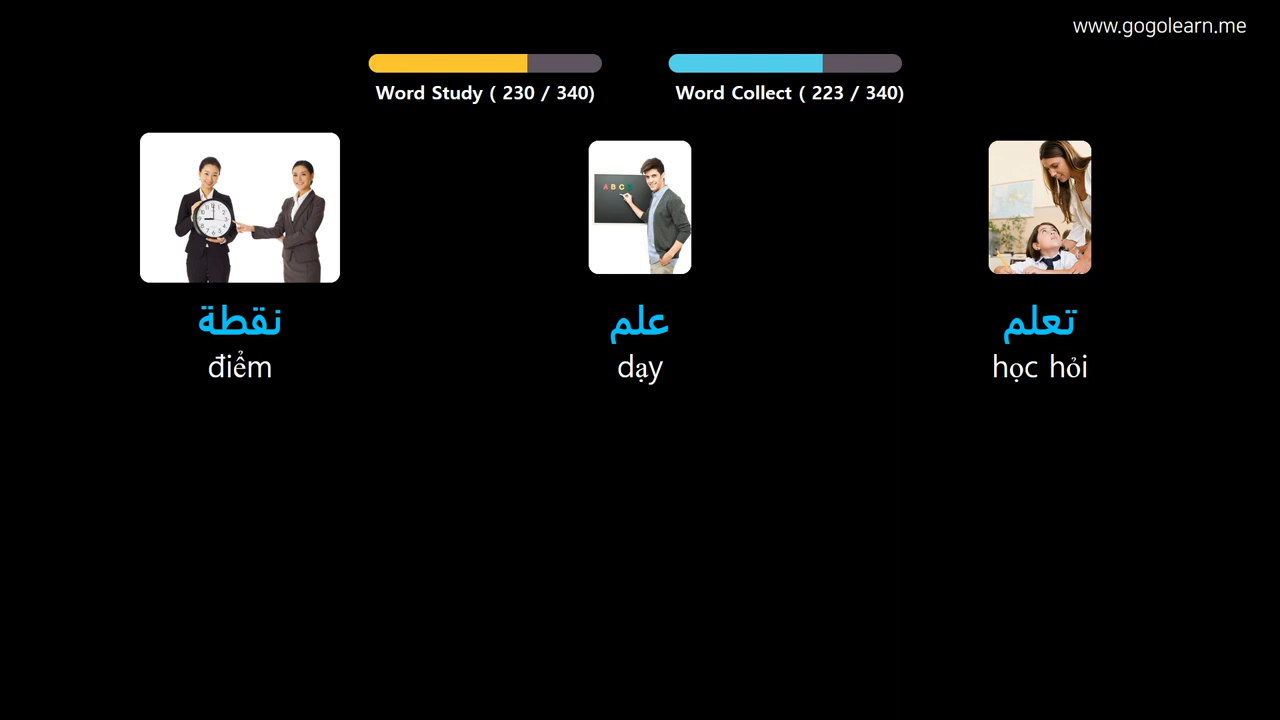 www.gogolearn.me
Word Study ( 230 / 340)
Word Collect ( 223 / 340)
نقطة
điểm
علم
dạy
تعلم
học hỏi